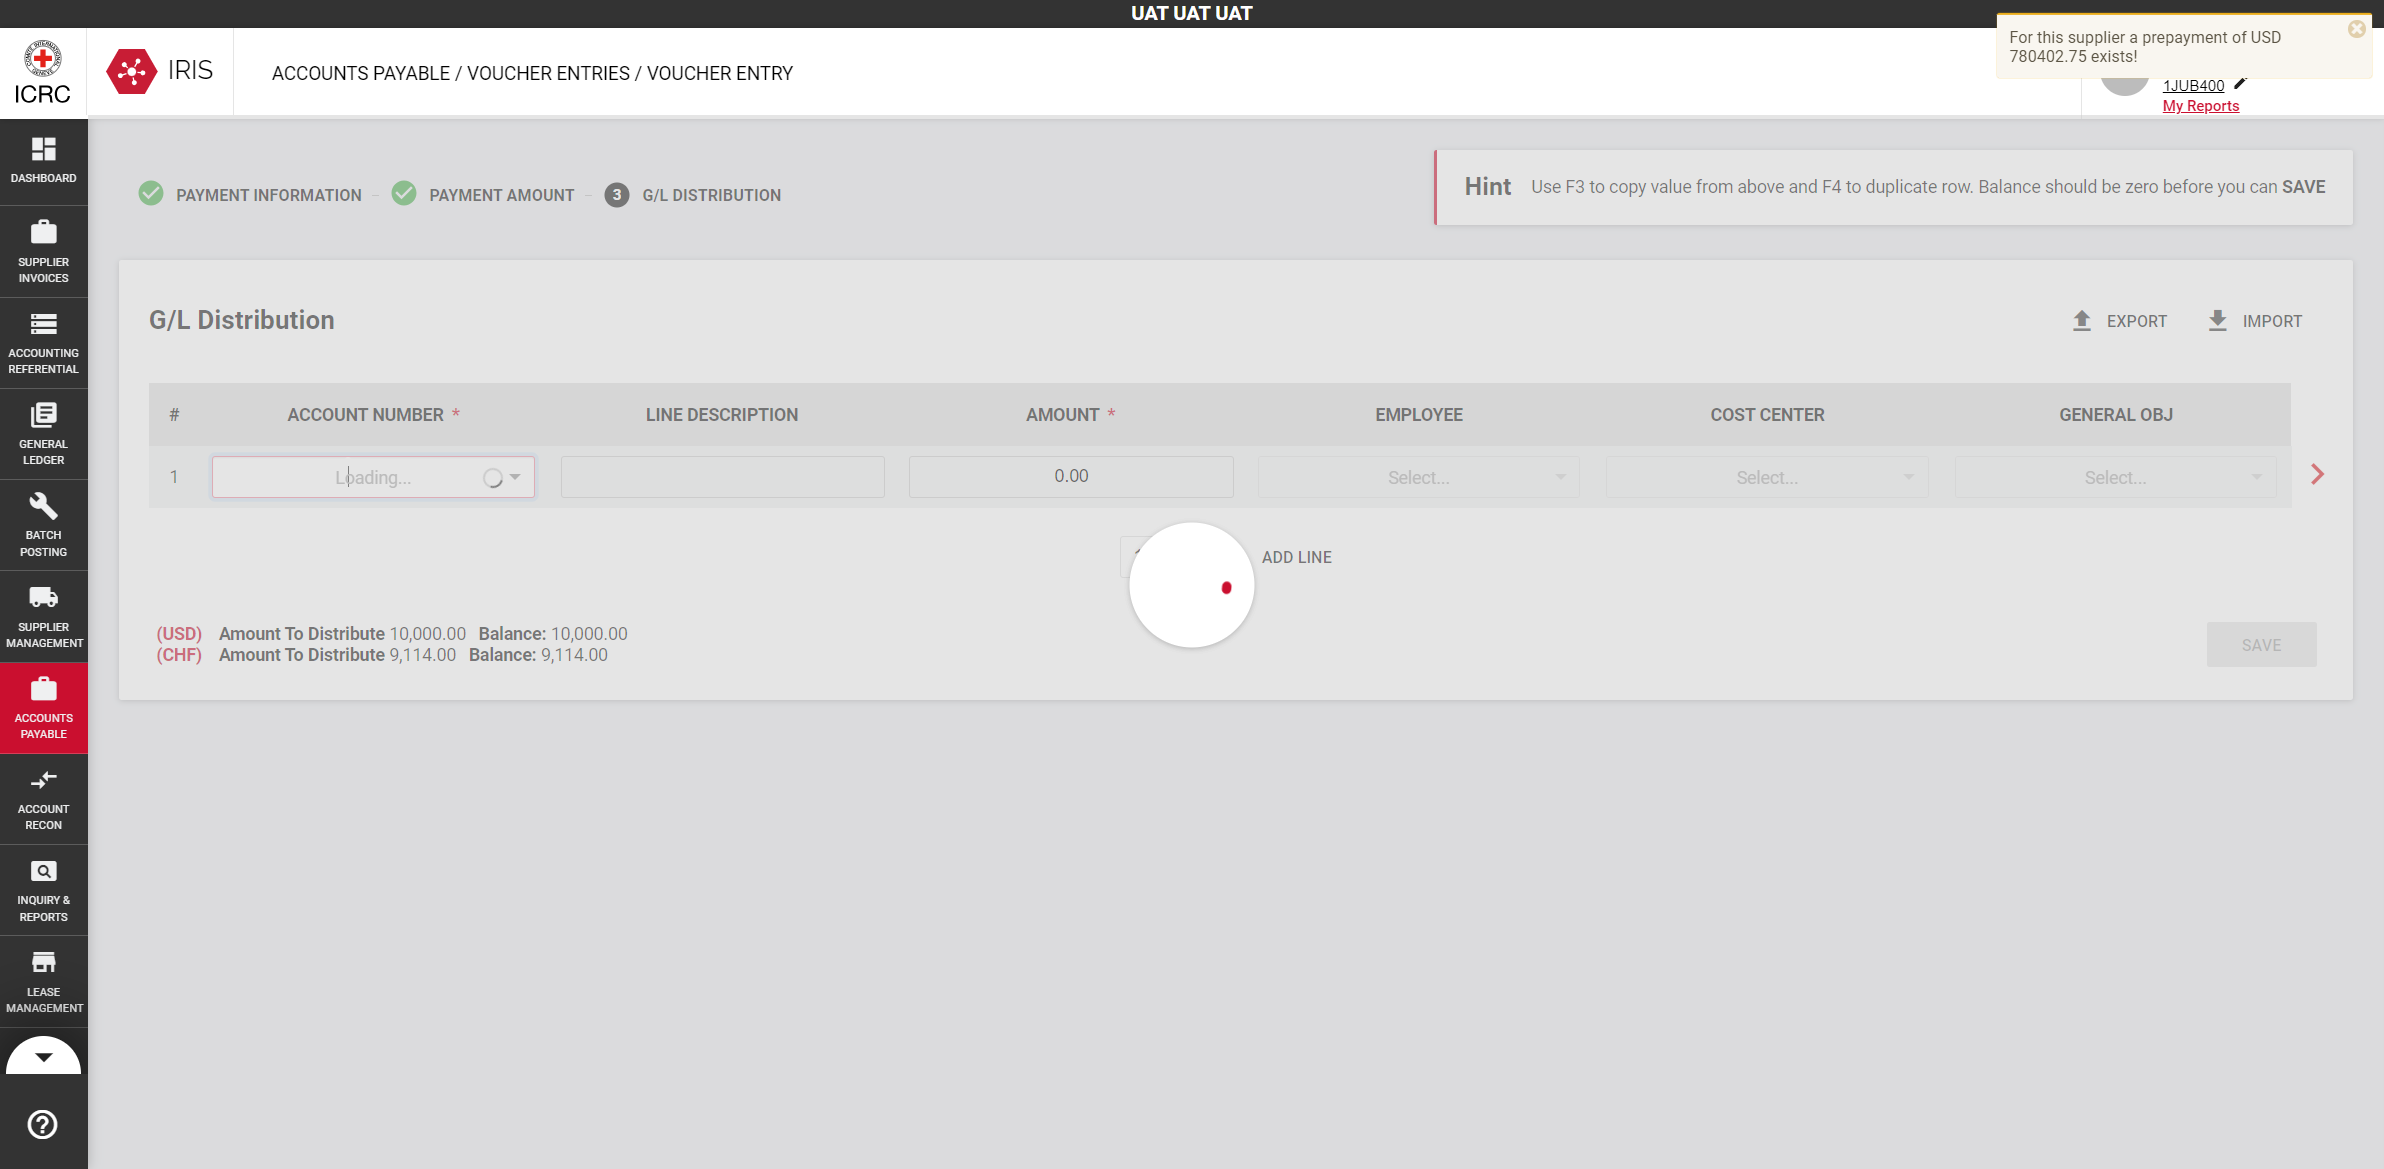 UAT UAT UAT
ICRC
IRIS
ACCOUNTS PAYABLE / VOUCHER ENTRIES / VOUCHER ENTRY
For this supplier a prepayment of USD
780402.75 exists!
1JUB400
My Reports
DASHBOARD
SUPPLIER
INVOICES
ACCOUNTING
REFERENTIAL
GENERAL
LEDGER
BATCH
POSTING
SUPPLIER
MANAGEMENT
ACCOUNTS
PAYABLE
ACCOUNT
RECON
INQUIRY &
REPORTS
LEASE
MANAGEMENT
PAYMENT INFORMATION - PAYMENT AMOUNT - 3 G/L DISTRIBUTION
Hint Use F3 to copy value from above and F4 to duplicate row. Balance should be zero before you can SAVE
G/L Distribution
EXPORT IMPORT
# ACCOUNT NUMBER * LINE DESCRIPTION AMOUNT * EMPLOYEE COST CENTER GENERAL OBJ
1 Loading... 0.00 Select... Select... Select...
ADD LINE
(USD) Amount To Distribute 10,000.00 Balance: 10,000.00
(CHF) Amount To Distribute 9,114.00 Balance: 9,114.00
SAVE